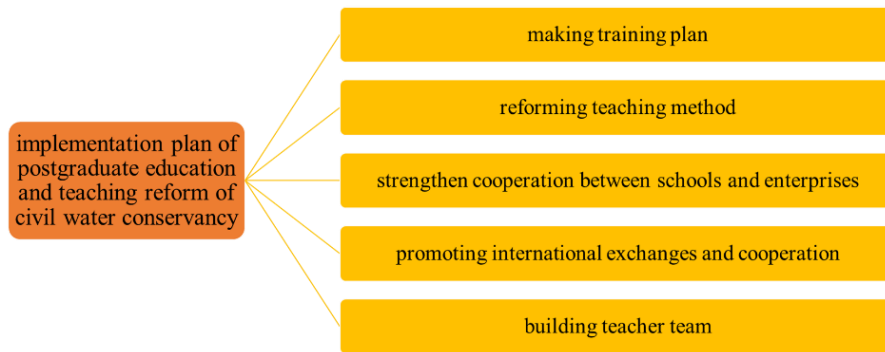 implementation plan of
postgraduate education
and teaching reform of
civil water conservancy
making training plan
reforming teaching method
strengthen cooperation between schools and enterprises
promoting international exchanges and cooperation
building teacher team